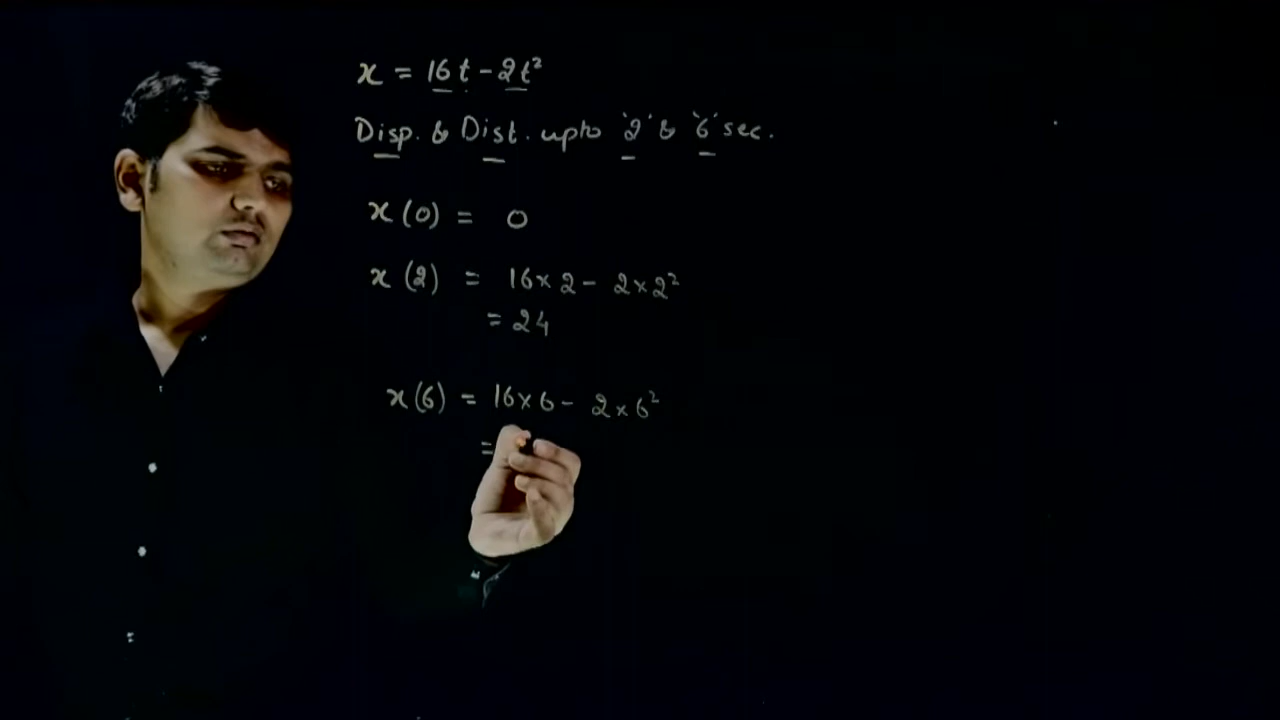 x = 16t - 2t²
Disp. & Dist. upto '2' & '6' sec.
x(0) = 0
x(2) = 16×2 - 2×2²
= 24
x(6) = 16×6 - 2×6²
=